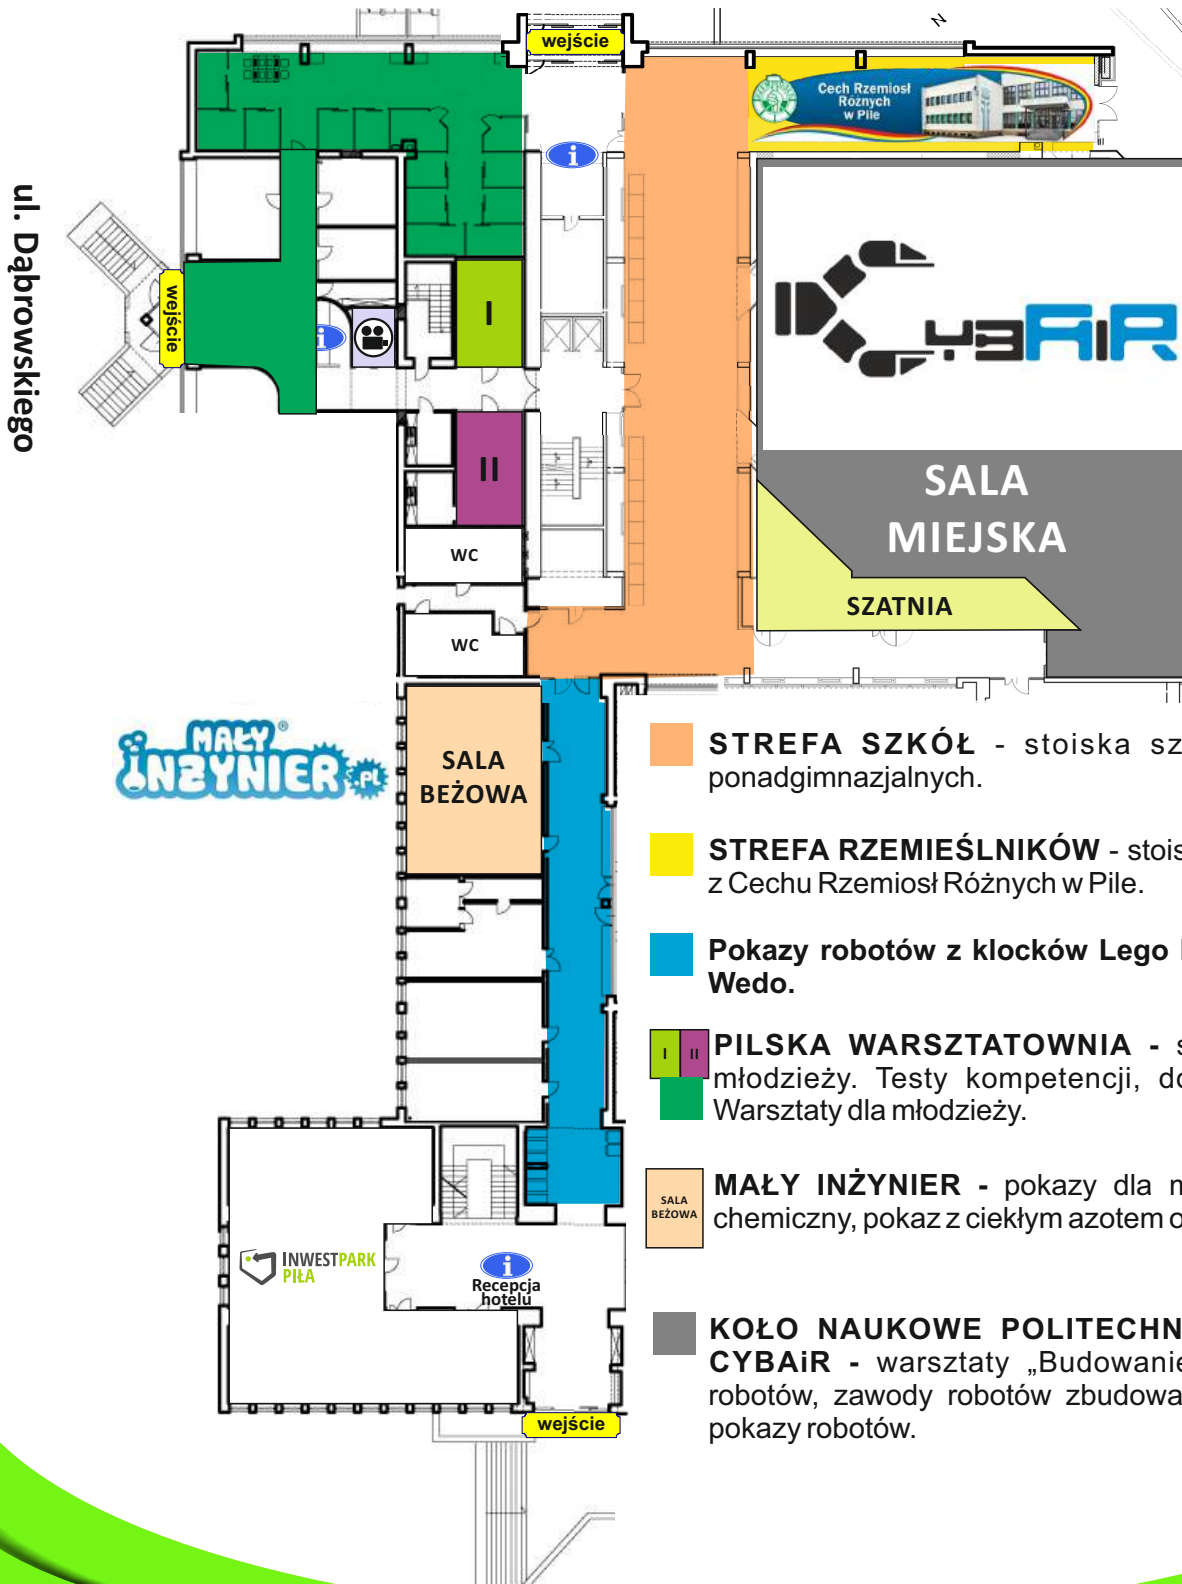 wejście
N
Cech Rzemiosł
Różnych
w Pile
i
ul. Dąbrowskiego
wejście
i
I
CYBAiR
II
SALA
MIEJSKA
WC
SZATNIA
WC
MAŁY
INŻYNIER.PL
SALA
BEŻOWA
STREFA SZKÓŁ - stoiska sz
ponadgimnazjalnych.
STREFA RZEMIEŚLNIKÓW - stois
z Cechu Rzemiosł Różnych w Pile.
Pokazy robotów z klocków Lego
Wedo.
I II
PILSKA WARSZTATOWNIA - s
młodzieży. Testy kompetencji, do
Warsztaty dla młodzieży.
SALA
BEŻOWA
MAŁY INŻYNIER - pokazy dla m
chemiczny, pokaz z ciekłym azotem o
INWESTPARK
PIŁA
i
Recepcja
hotelu
KOŁO NAUKOWE POLITECHN
CYBAiR - warsztaty „Budowanie
robotów, zawody robotów zbudowa
pokazy robotów.
wejście